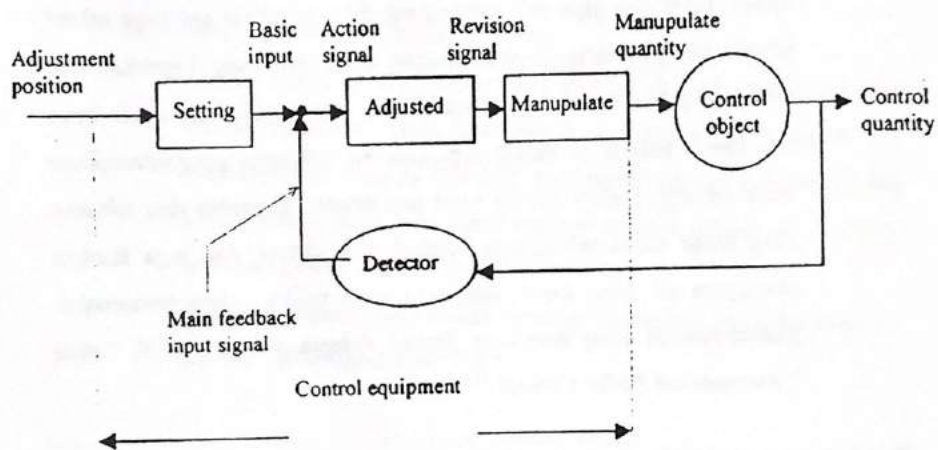 Adjustment
position
Setting
Basic
input
Action
signal
Adjusted
Revision
signal
Manupulate
Manupulate
quantity
Control
object
Control
quantity
Detector
Main feedback
input signal
Control equipment